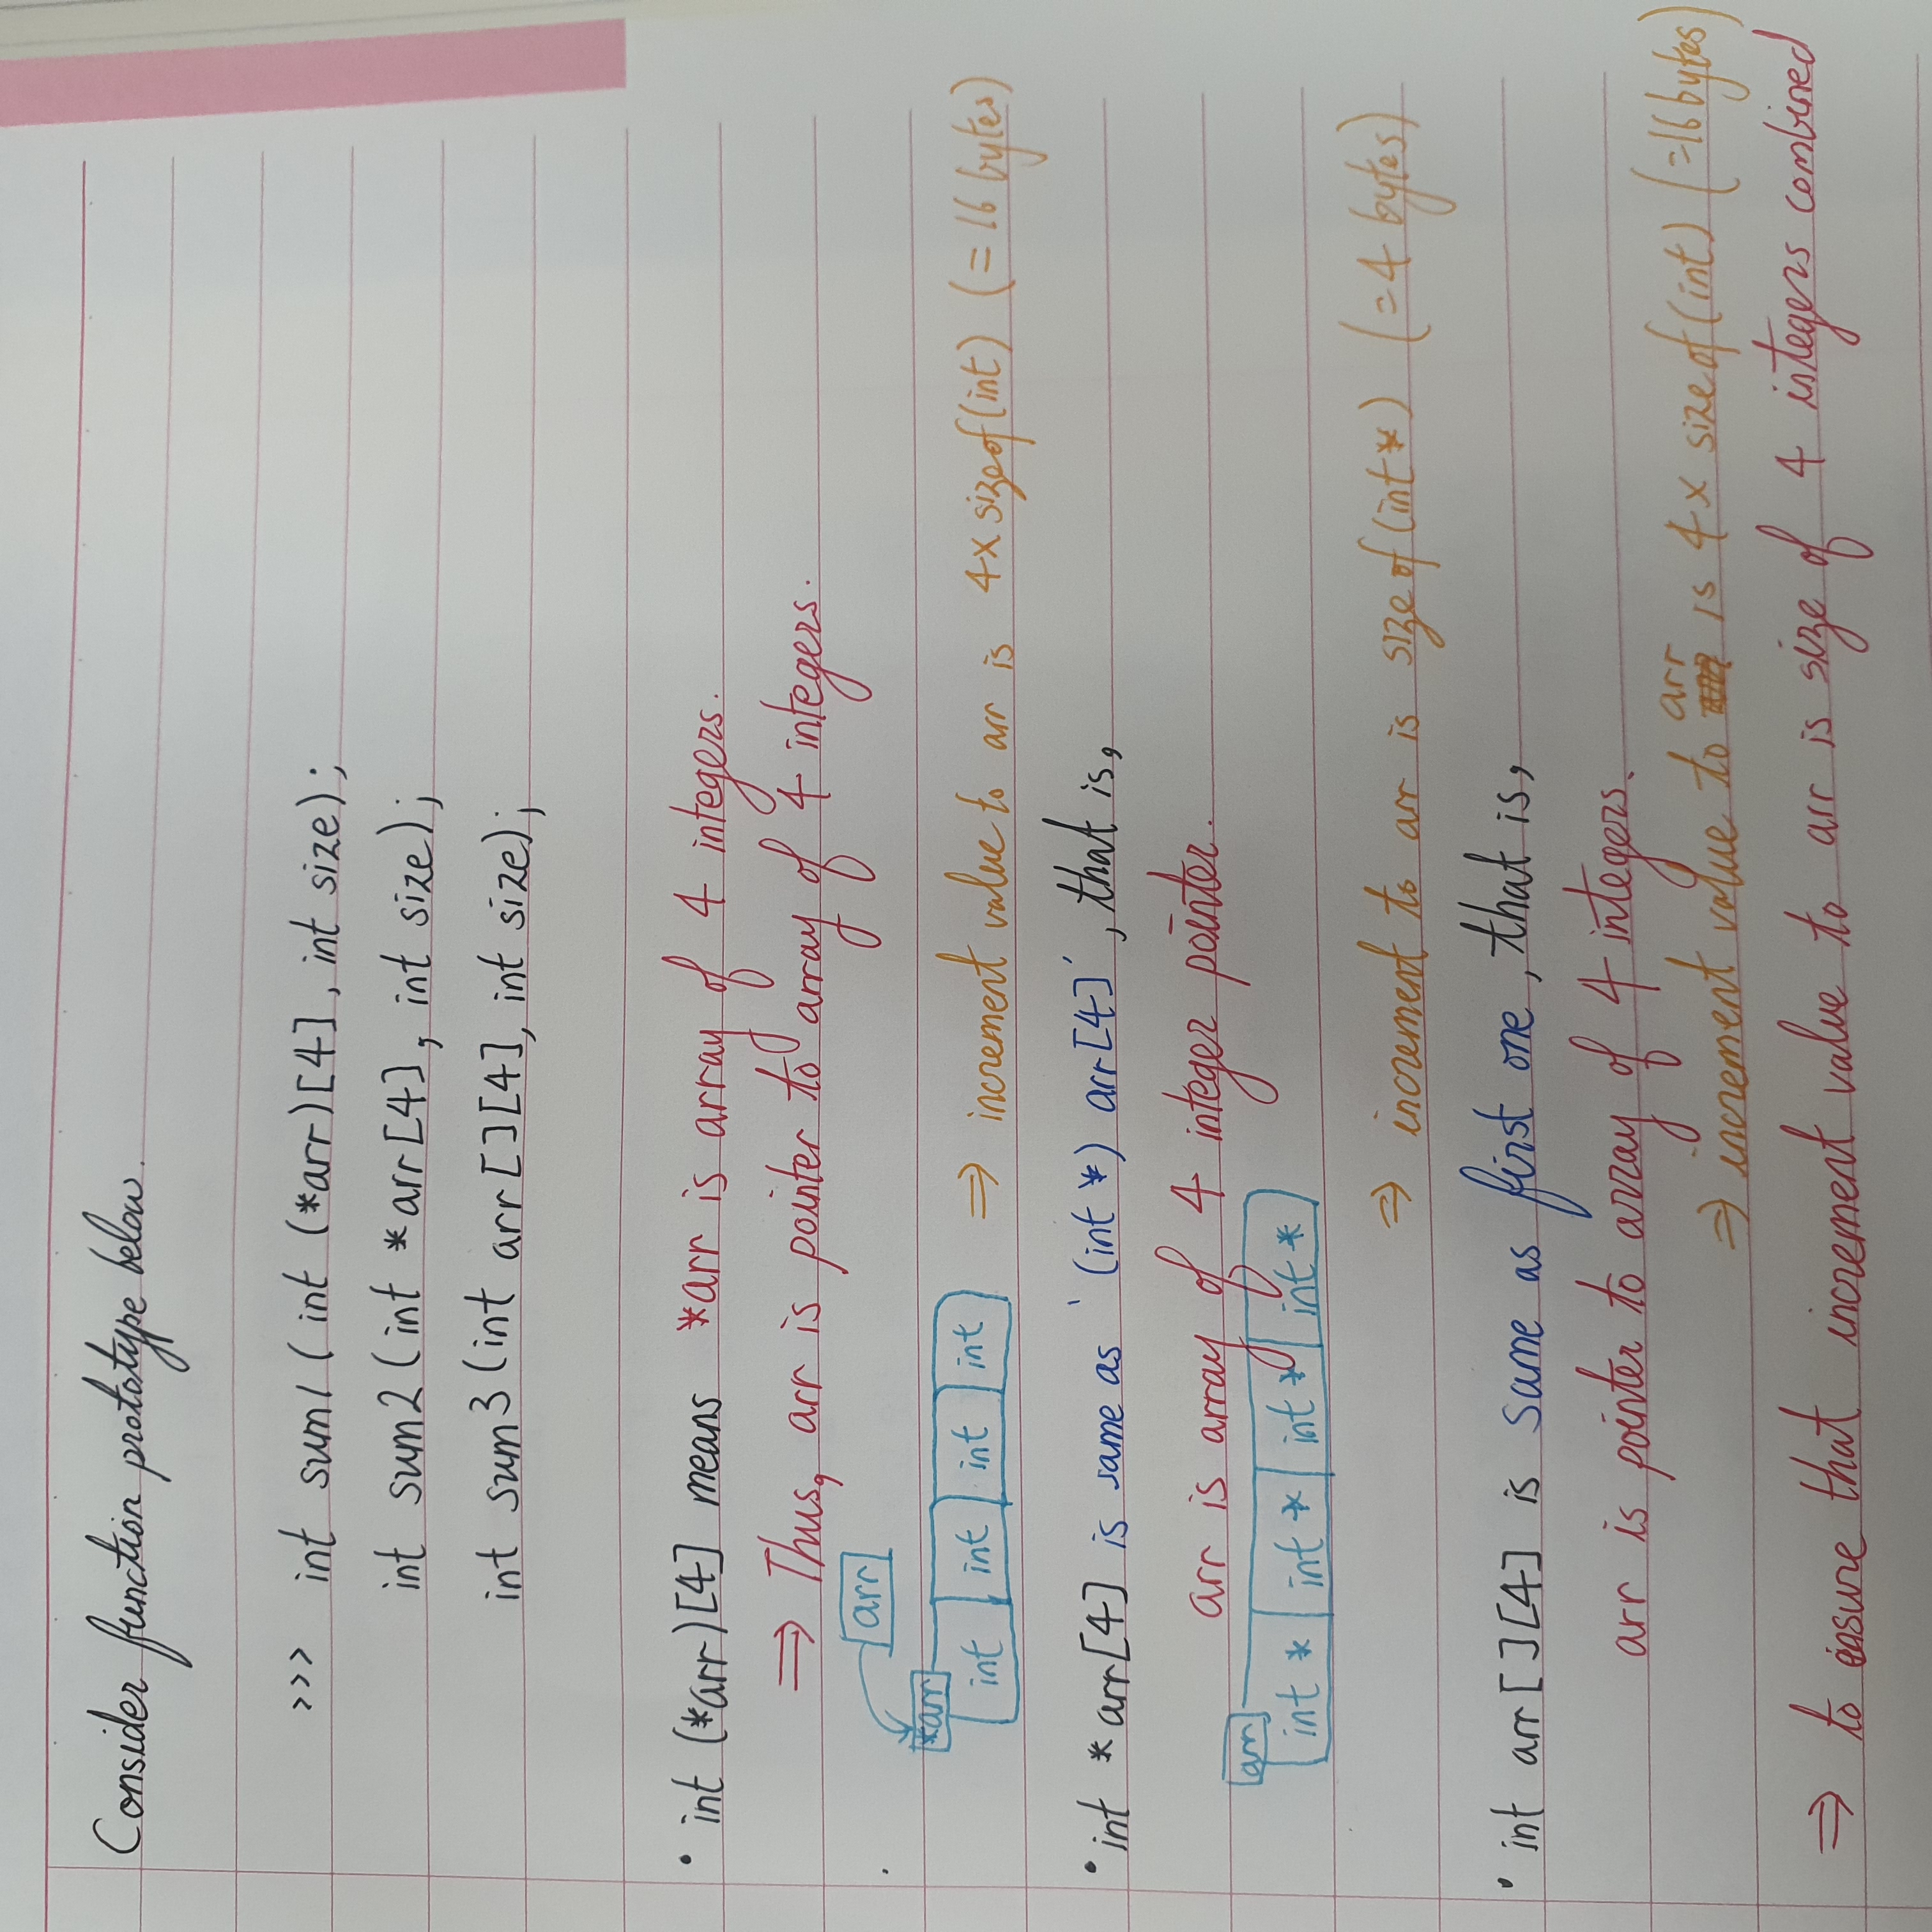 Consider function prototype below.
>>> int sum1 ( int (*arr)[4], int size);
int sum2 (int *arr[4], int size);
int sum3 (int arr[][4], int size);
• int (*arr)[4] means *arr is array of 4 integers.
⇒ Thus, arr is pointer to array of 4 integers.
arr
*arr
int int int int ⇒ increment value to arr is 4× sizeof(int) (=16 bytes)
• int *arr[4] is same as '(int *) arr[4]', that is,
arr is array of 4 integer pointer.
arr
int * int * int * int *
⇒ increment to arr is sizeof(int*) (=4 bytes)
• int arr[][4] is same as first one, that is,
arr is pointer to array of 4 integers.
⇒ increment value to arr is 4× sizeof(int) (=16 bytes)
⇒ to ensure that increment value to arr is size of 4 integers combined